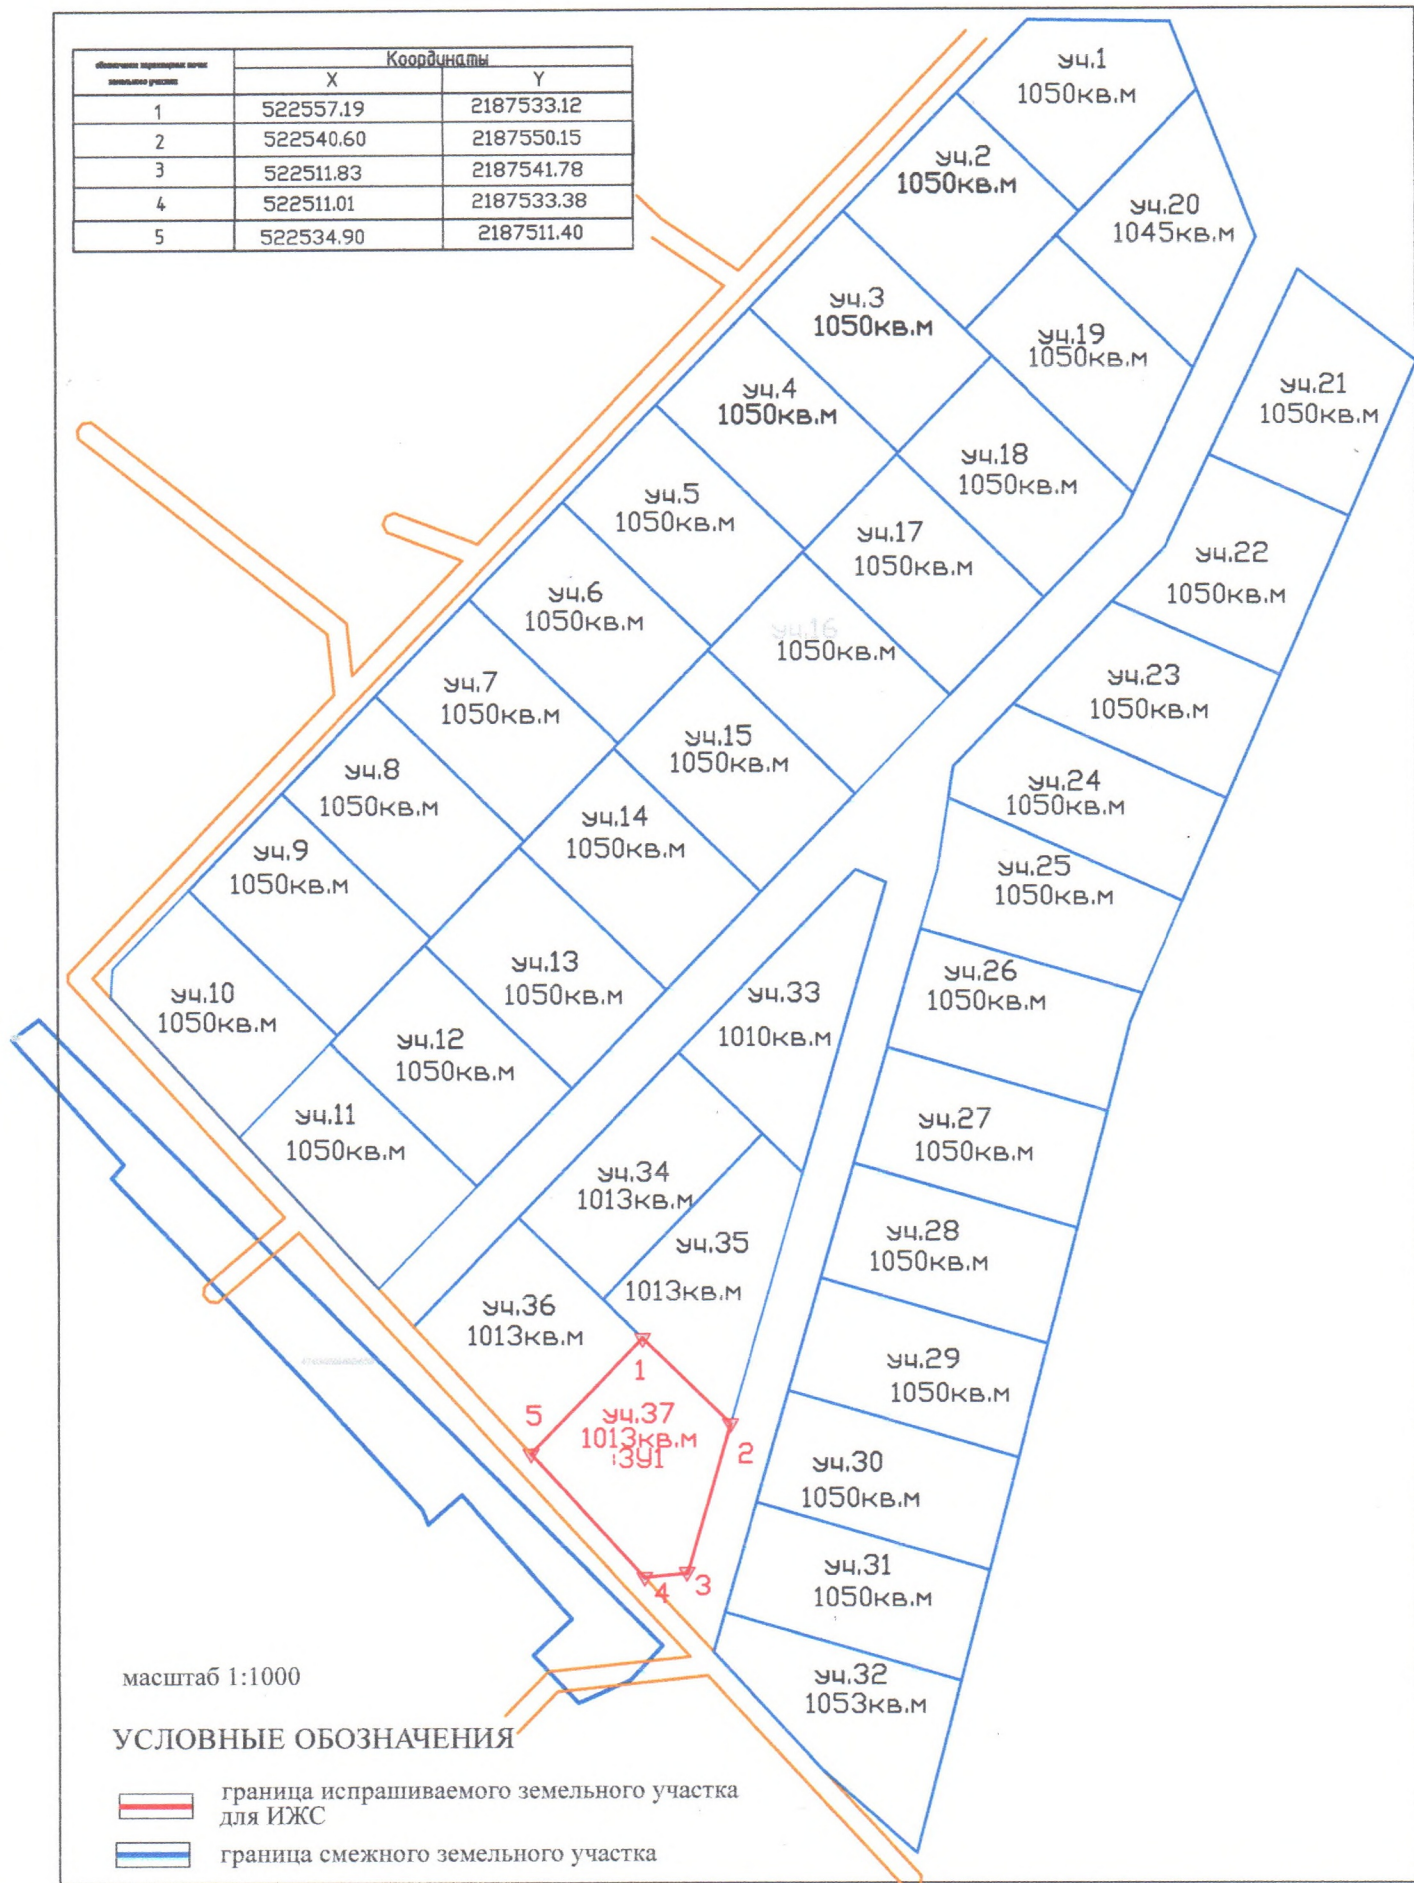 Координаты
X Y
1 522557.19 2187533.12
2 522540.60 2187550.15
3 522511.83 2187541.78
4 522511.01 2187533.38
5 522534.90 2187511.40
уч.1
1050кв.м
уч.2
1050кв.м
уч.20
1045кв.м
уч.3
1050кв.м
уч.19
1050кв.м
уч.4
1050кв.м
уч.21
1050кв.м
уч.18
1050кв.м
уч.5
1050кв.м
уч.17
1050кв.м
уч.22
1050кв.м
уч.6
1050кв.м
уч.16
1050кв.м
уч.23
1050кв.м
уч.7
1050кв.м
уч.15
1050кв.м
уч.8
1050кв.м
уч.24
1050кв.м
уч.14
1050кв.м
уч.9
1050кв.м
уч.25
1050кв.м
уч.13
1050кв.м
уч.26
1050кв.м
уч.10
1050кв.м
уч.33
1010кв.м
уч.12
1050кв.м
уч.11
1050кв.м
уч.27
1050кв.м
уч.34
1013кв.м
уч.28
1050кв.м
уч.35
1013кв.м
уч.36
1013кв.м
уч.29
1050кв.м
1
5
уч.37
1013кв.м
:ЗУ1
2
3
4
уч.30
1050кв.м
уч.31
1050кв.м
уч.32
1053кв.м
масштаб 1:1000
УСЛОВНЫЕ ОБОЗНАЧЕНИЯ
граница испрашиваемого земельного участка
для ИЖС
граница смежного земельного участка